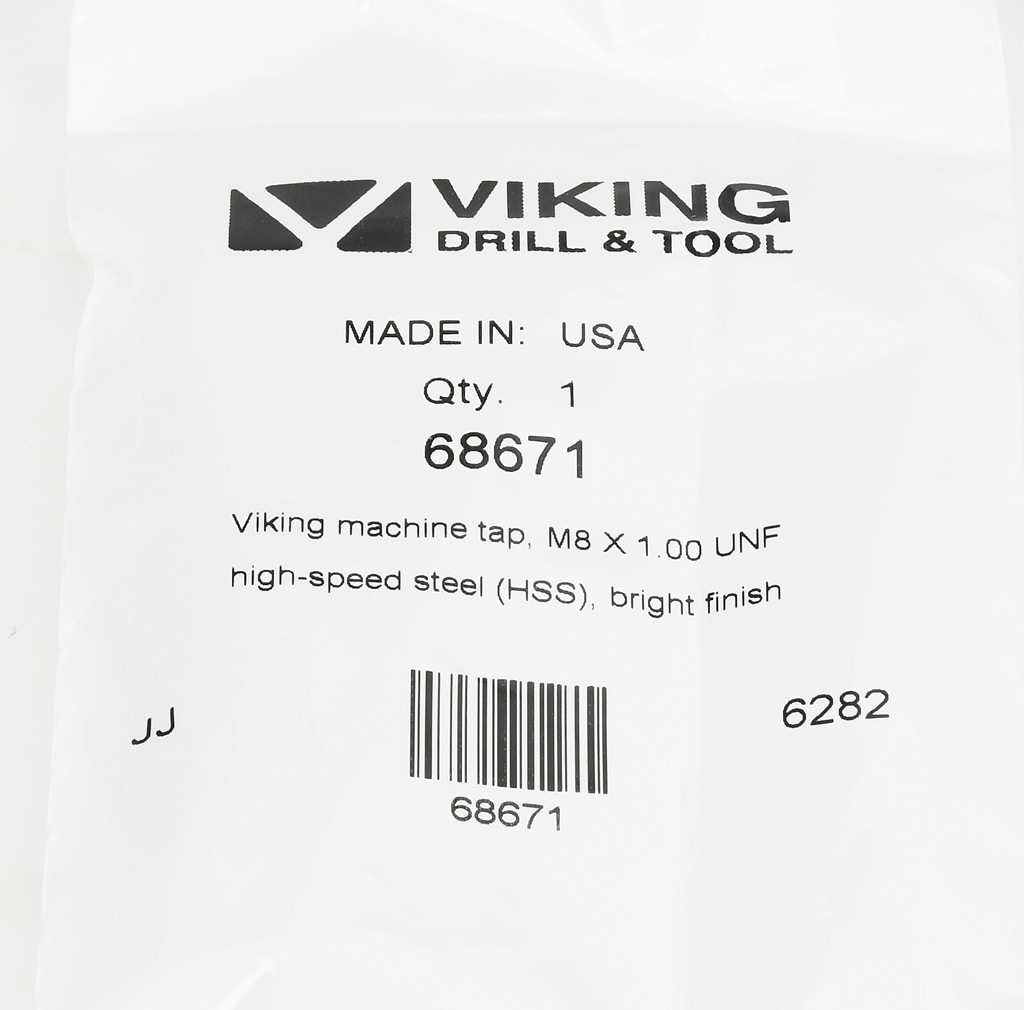 VIKING
DRILL & TOOL
MADE IN: USA
Qty. 1
68671
Viking machine tap, M8 X 1.00 UNF
high-speed steel (HSS), bright finish
JJ
6282
68671